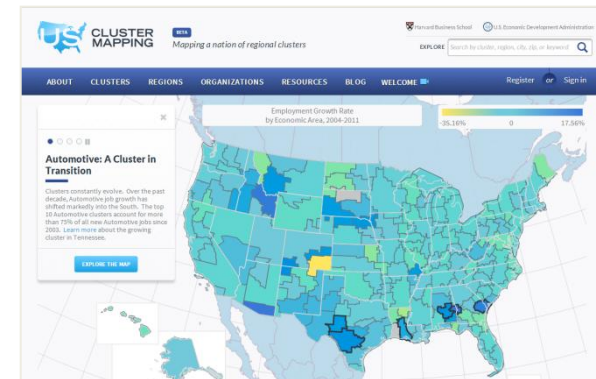 US CLUSTER MAPPING
BETA
Mapping a nation of regional clusters
Harvard Business School
U.S. Economic Development Administration
EXPLORE Search by cluster, region, city, zip, or keyword
ABOUT CLUSTERS REGIONS ORGANIZATIONS RESOURCES BLOG WELCOME Register or Sign in
Employment Growth Rate
by Economic Area, 2004-2011
-35.16% 0 17.56%
Automotive: A Cluster in
Transition
Clusters constantly evolve. Over the past
decade, Automotive job growth has
shifted markedly into the South. The top
10 Automotive clusters account for more
than 75% of all new Automotive jobs since
2003. Learn more about the growing
cluster in Tennessee.
EXPLORE THE MAP